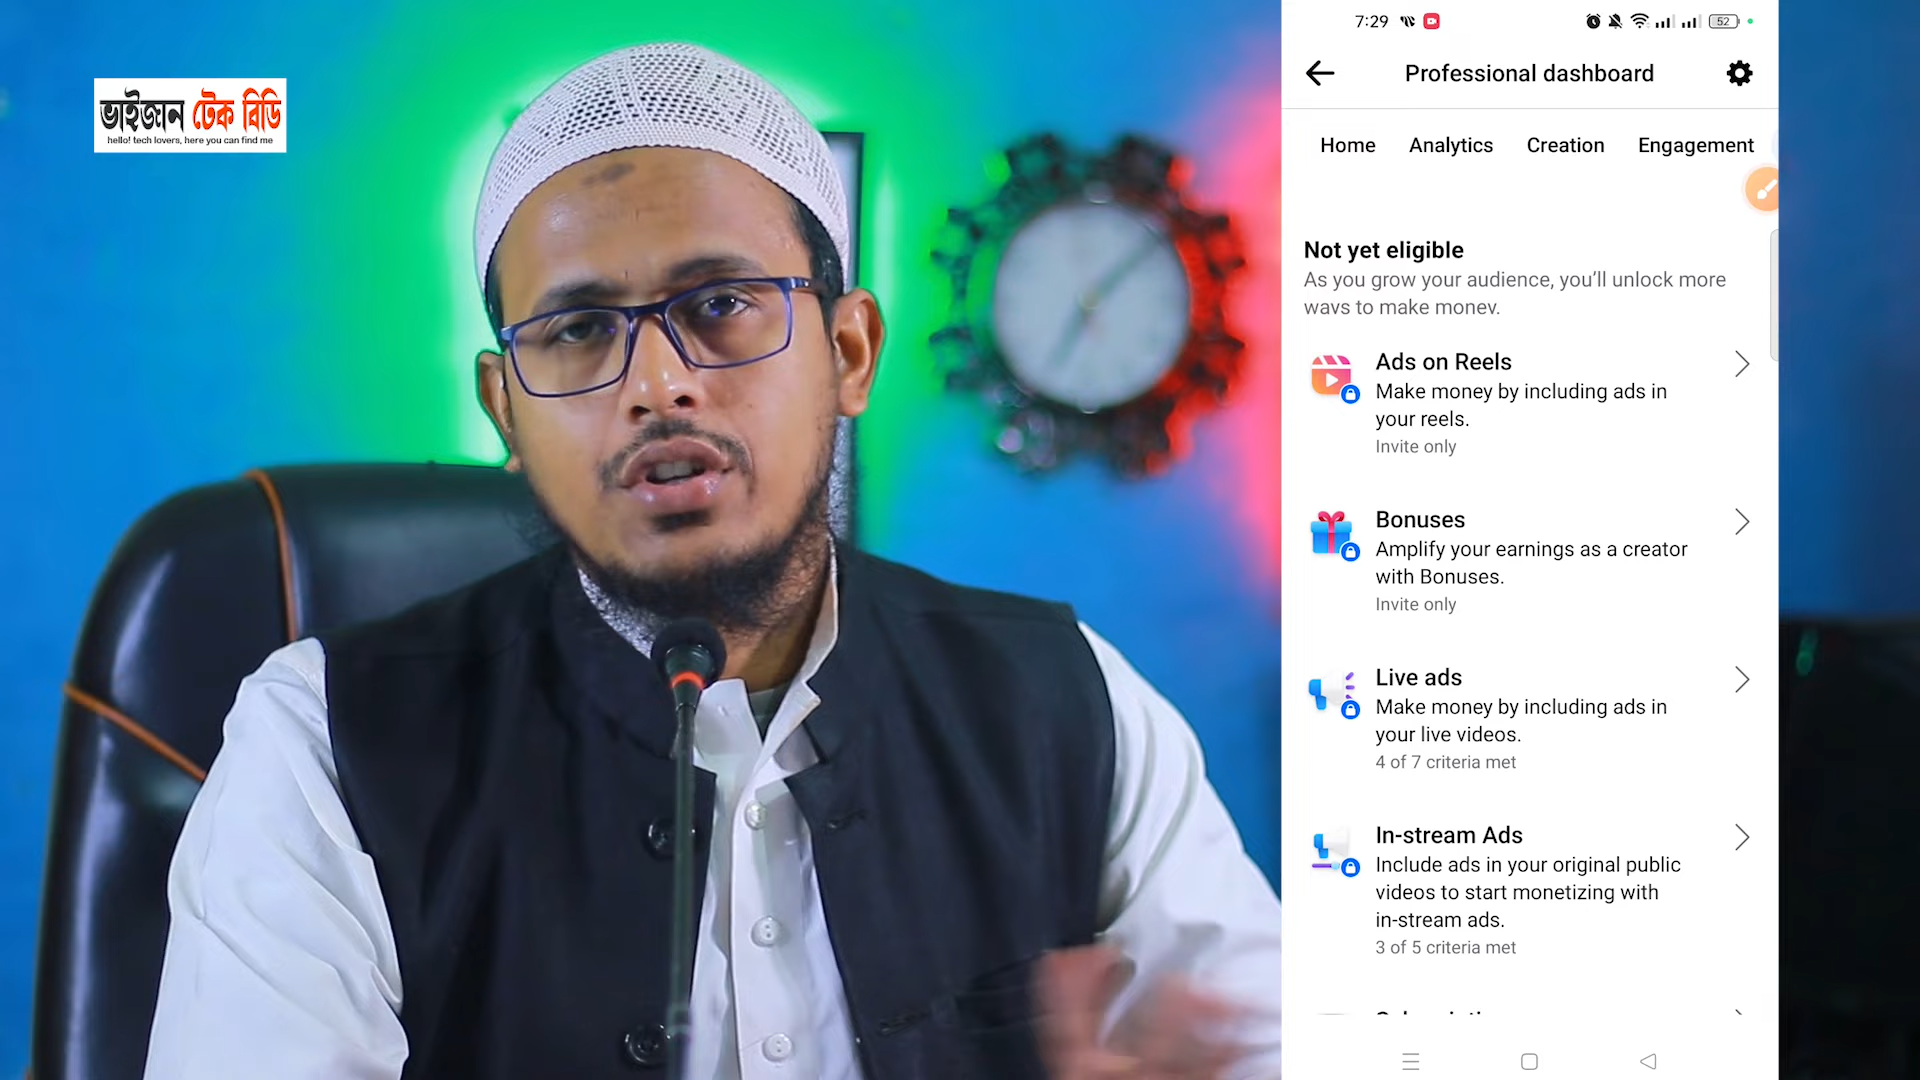 ভাইজান টেক বিডি
hello! tech lovers, here you can find me
7:29
52
Professional dashboard
Home Analytics Creation Engagement
Not yet eligible
As you grow your audience, you'll unlock more
ways to make money.
Ads on Reels
Make money by including ads in
your reels.
Invite only
Bonuses
Amplify your earnings as a creator
with Bonuses.
Invite only
Live ads
Make money by including ads in
your live videos.
4 of 7 criteria met
In-stream Ads
Include ads in your original public
videos to start monetizing with
in-stream ads.
3 of 5 criteria met